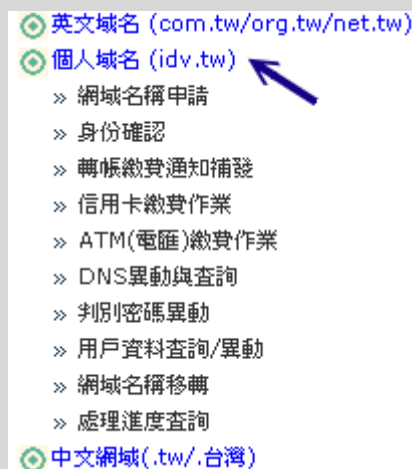 英文域名 (com.tw/org.tw/net.tw)
個人域名 (idv.tw)
» 網域名稱申請
» 身份確認
» 轉帳繳費通知補發
» 信用卡繳費作業
» ATM(電匯)繳費作業
» DNS異動與查詢
» 判別密碼異動
» 用戶資料查詢/異動
» 網域名稱移轉
» 處理進度查詢
中文網域(.tw/.台灣)